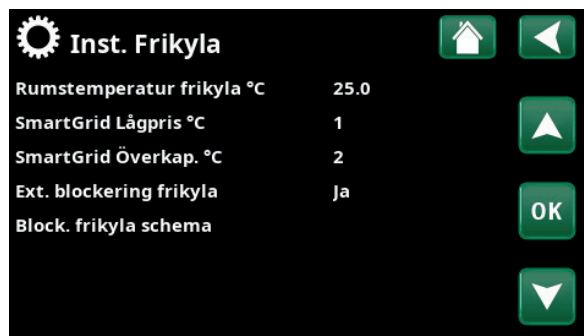 Inst. Frikyla
Rumstemperatur frikyla °C 25.0
SmartGrid Lågpris °C 1
SmartGrid Överkap. °C 2
Ext. blockering frikyla Ja
Block. frikyla schema
OK